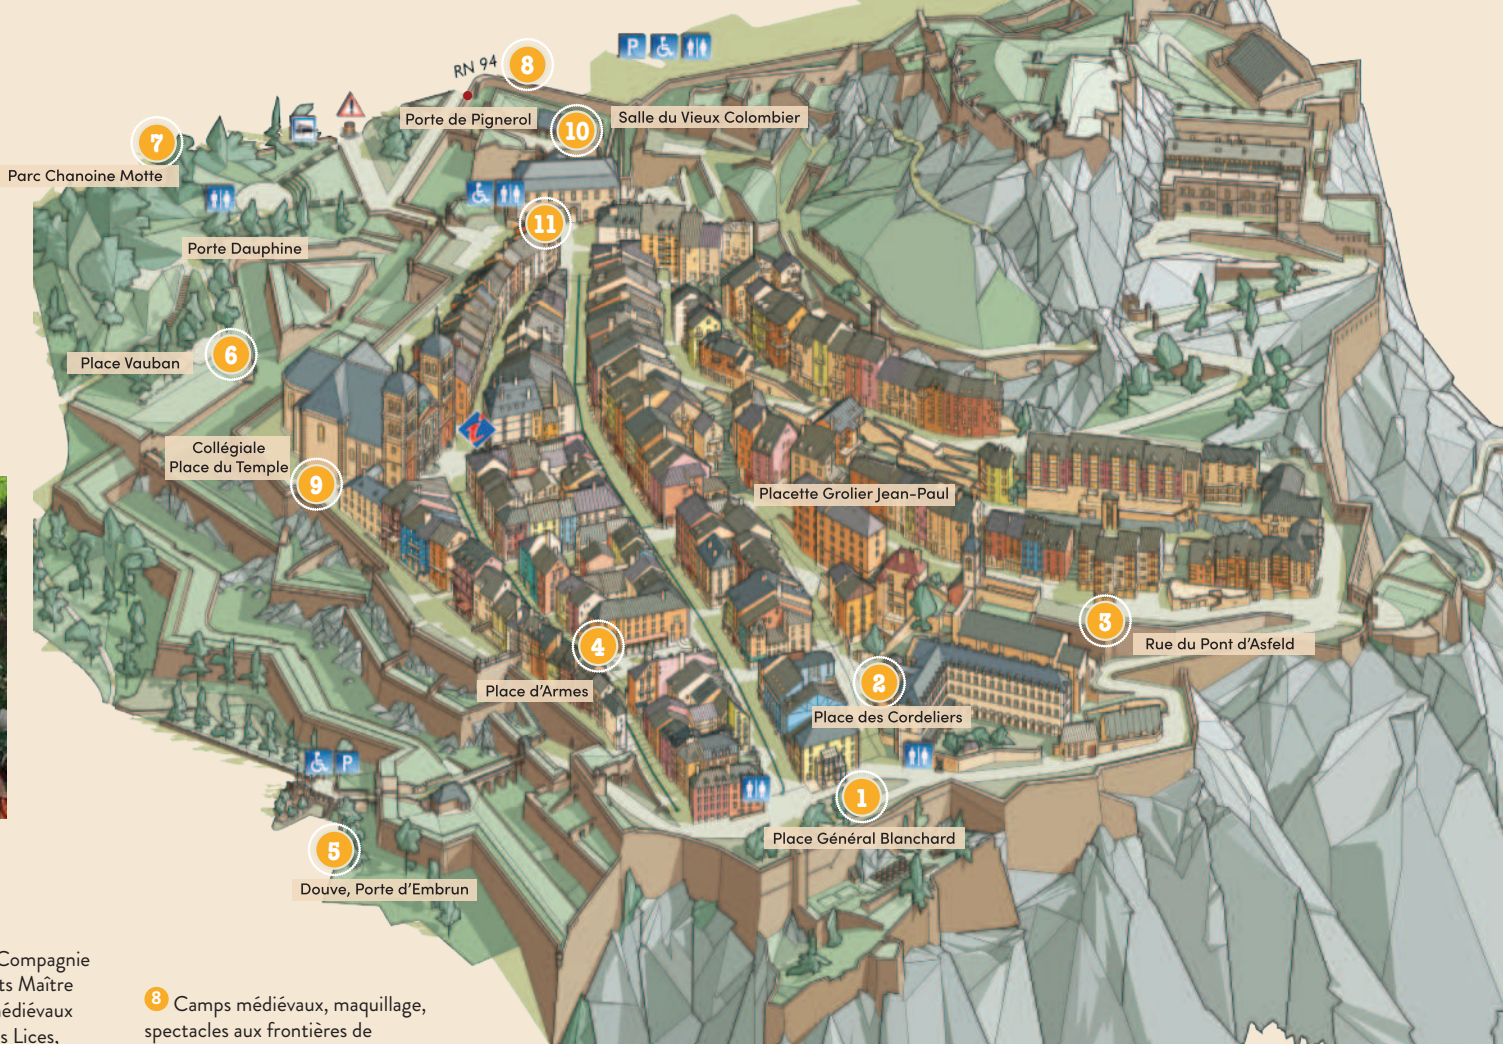 RN 94
8
P
Porte de Pignerol
10
Salle du Vieux Colombier
7
Parc Chanoine Motte
11
Porte Dauphine
6
Place Vauban
Collégiale
Place du Temple
9
Placette Grolier Jean-Paul
3
Rue du Pont d'Asfeld
4
Place d'Armes
2
Place des Cordeliers
P
1
Place Général Blanchard
5
Douve, Porte d'Embrun
Compagnie
ts Maître
édiévaux
s Lices,
8 Camps médiévaux, maquillage,
spectacles aux frontières de